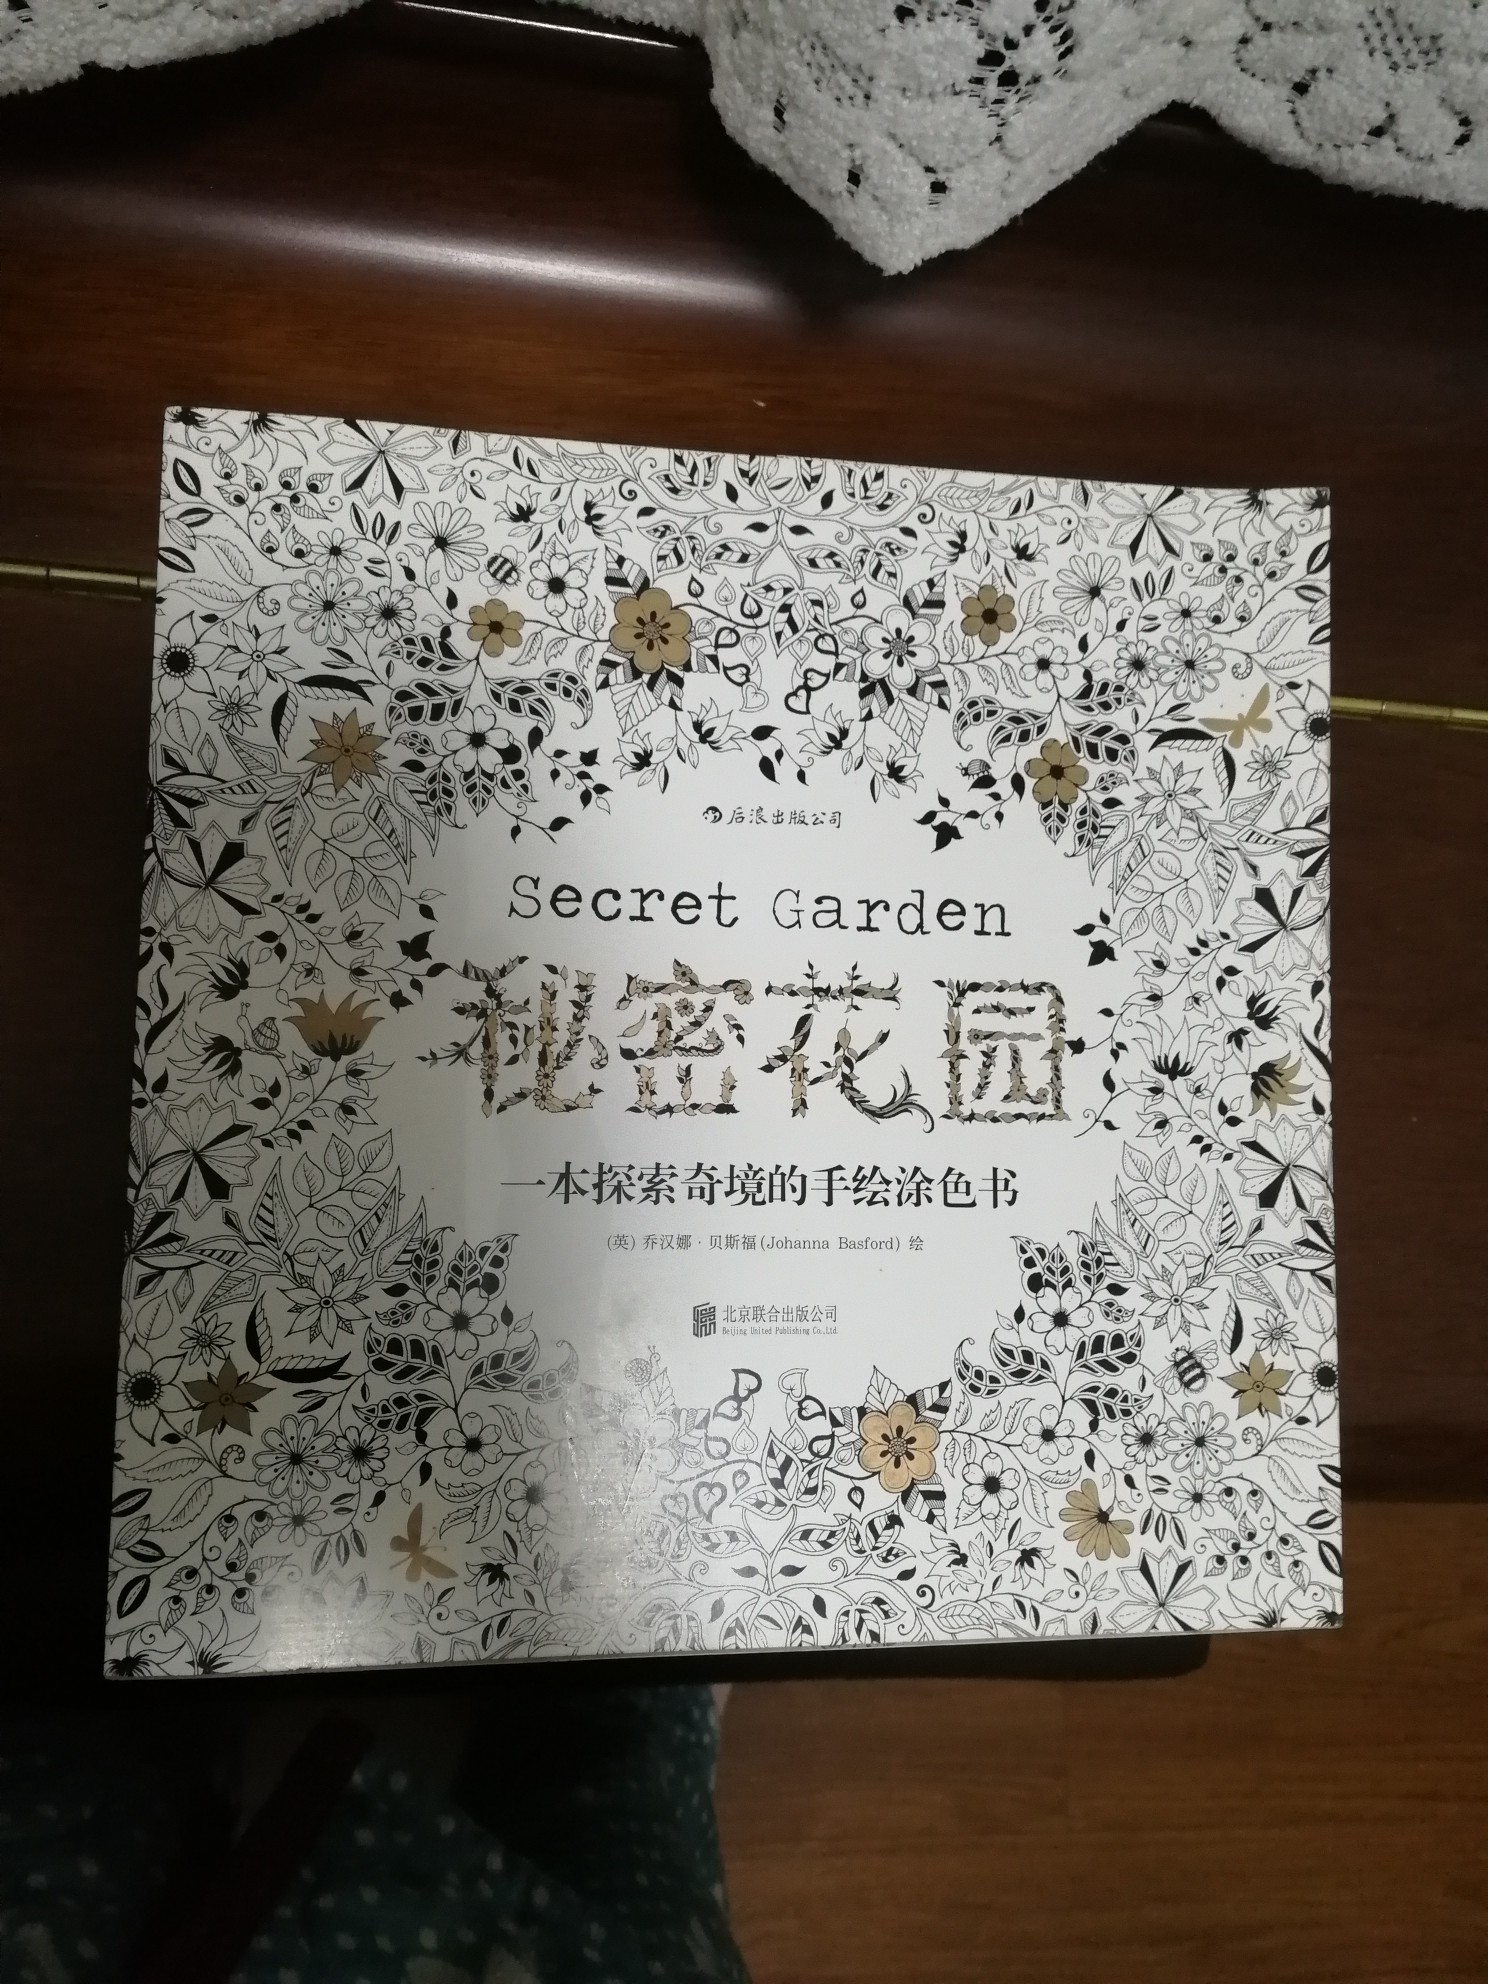 后浪出版公司
Secret Garden
秘密花园
一本探索奇境的手绘涂色书
(英) 乔汉娜·贝斯福(Johanna Basford) 绘
北京联合出版公司
Beijing United Publishing Co.,Ltd.